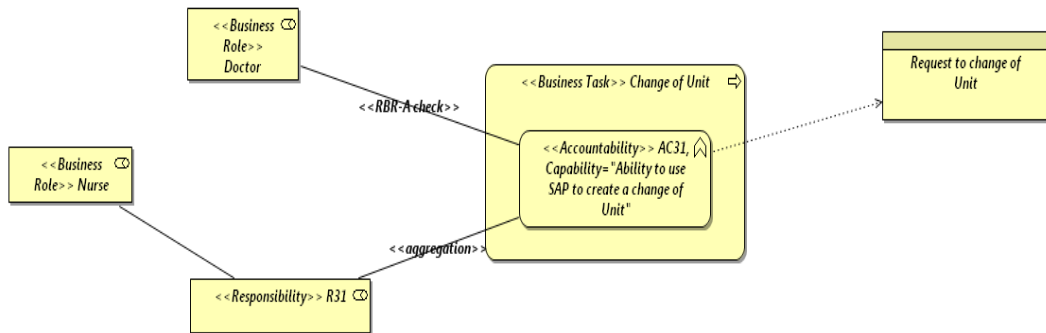 <<Business
Role>>
Doctor
<<RBR-A check>>
<<Business Task>> Change of Unit
Request to change of
Unit
<<Accountability>> AC31,
Capability="Ability to use
SAP to create a change of
Unit"
<<Business
Role>> Nurse
<<aggregation>>
<<Responsibility>> R31